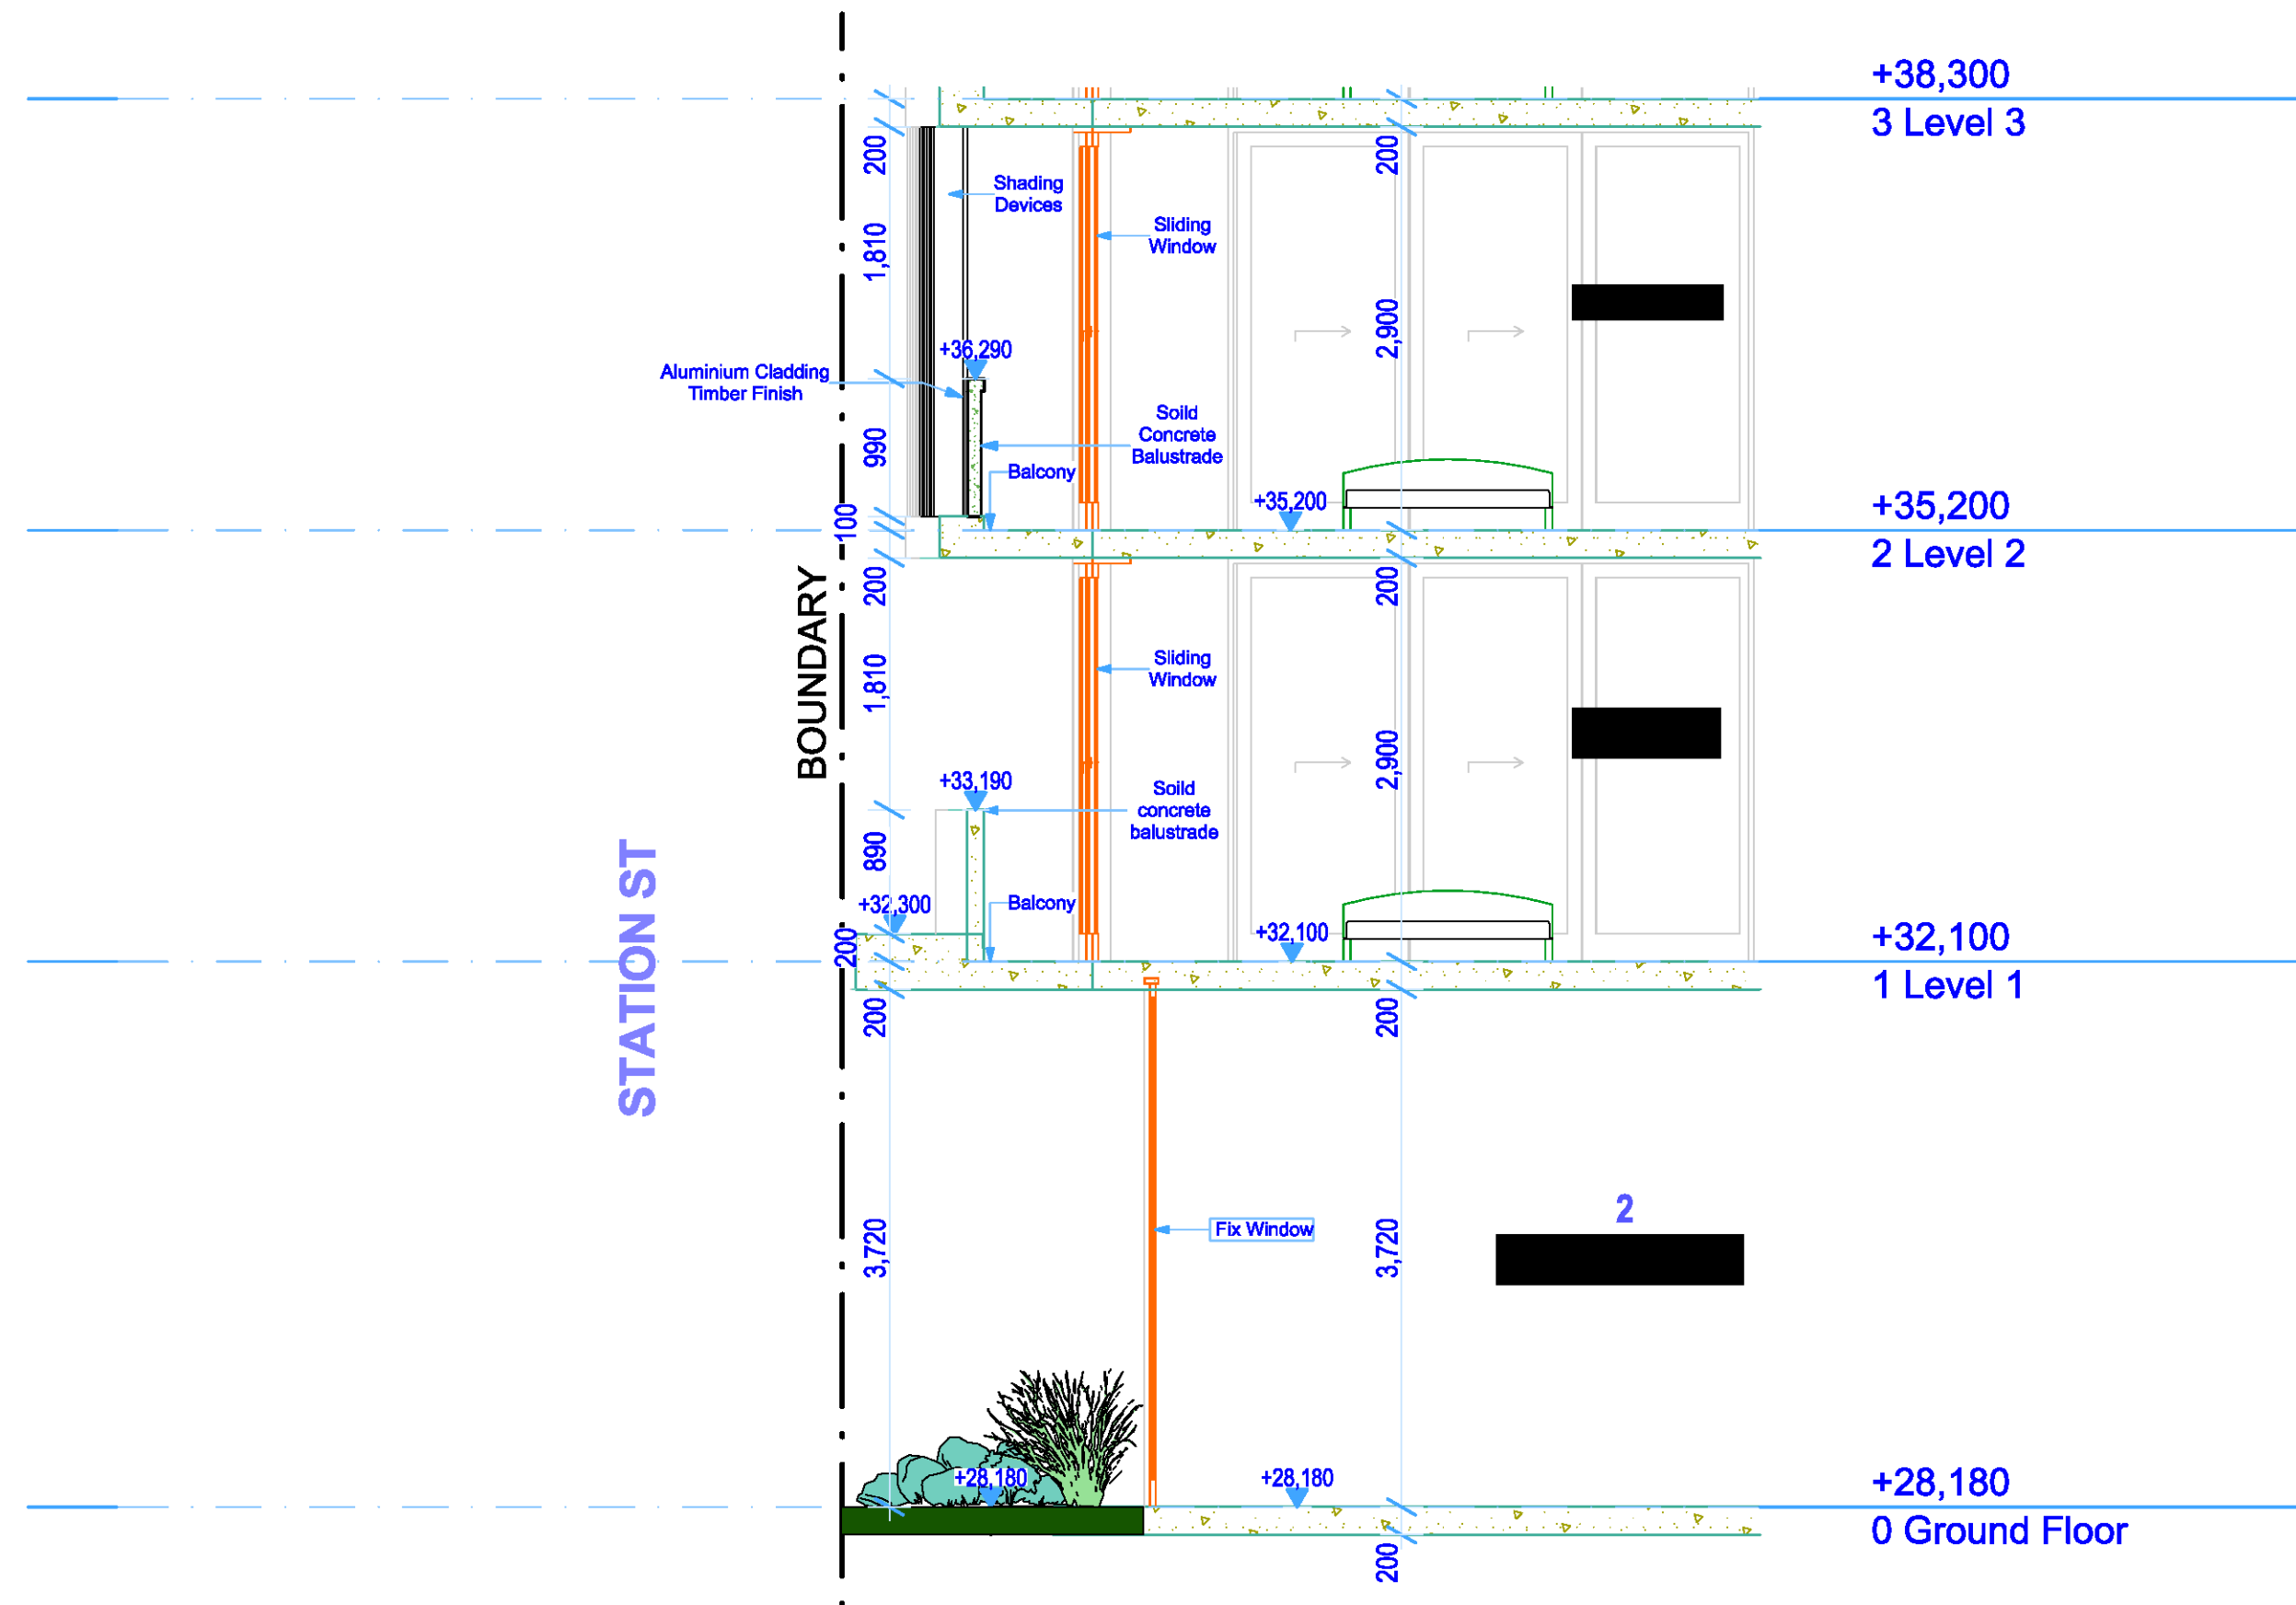 +38,300
3 Level 3
200
200
Shading
Devices
Sliding
Window
1,810
2,900
+36,290
Aluminium Cladding
Timber Finish
Soild
Concrete
Balustrade
990
Balcony
+35,200
+35,200
2 Level 2
100
200
200
BOUNDARY
Sliding
Window
1,810
2,900
+33,190
Soild
concrete
balustrade
890
STATION ST
+32,300
Balcony
+32,100
+32,100
1 Level 1
200
200
200
2
Fix Window
3,720
3,720
+28,180
+28,180
+28,180
0 Ground Floor
200